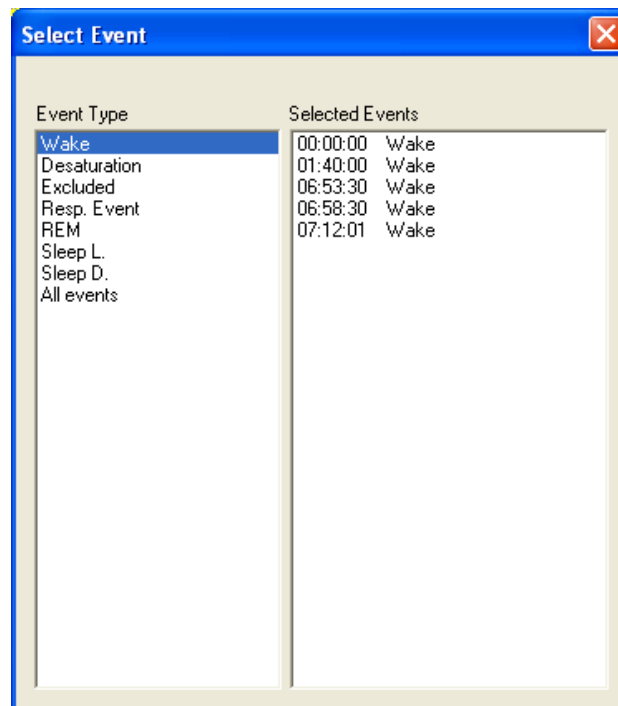 Select Event
Event Type
Wake
Desaturation
Excluded
Resp. Event
REM
Sleep L.
Sleep D.
All events
Selected Events
00:00:00 Wake
01:40:00 Wake
06:53:30 Wake
06:58:30 Wake
07:12:01 Wake